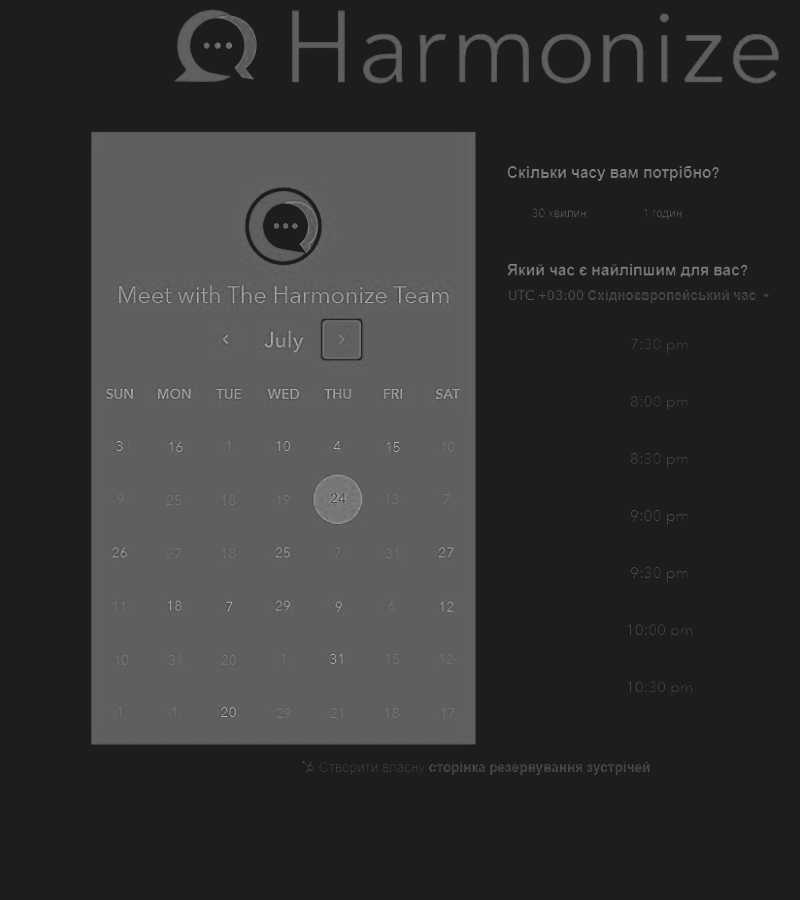 Harmonize
Meet with The Harmonize Team
July
SUN MON TUE WED THU FRI SAT
3 16 1 10 4 15 10
9 25 18 19 24 13 7
26 27 18 25 7 31 27
11 18 7 29 9 6 12
10 31 20 1 31 15 12
1 1 20 29 21 18 17
Скільки часу вам потрібно?
30 хвилин 1 годин
Який час є найліпшим для вас?
UTC +03:00 Східноєвропейський час
7:30 pm
8:00 pm
8:30 pm
9:00 pm
9:30 pm
10:00 pm
10:30 pm
Створити власну сторінка резервування зустрічей